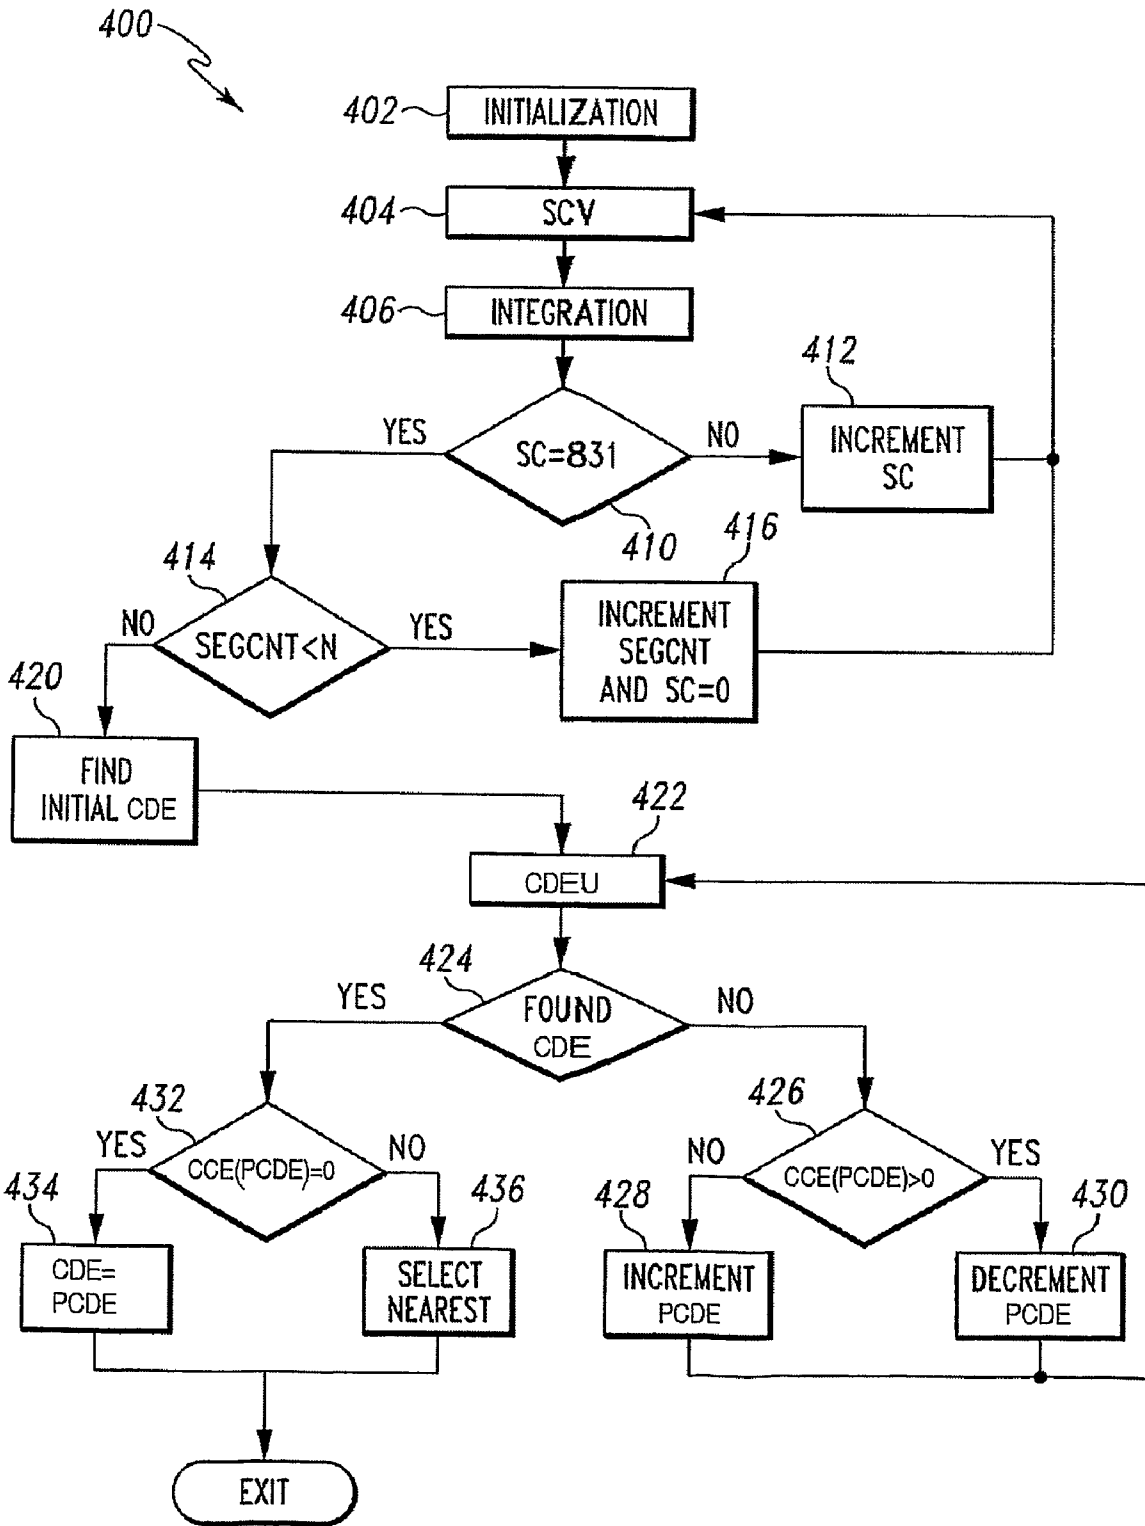 400
402
INITIALIZATION
404
SCV
406
INTEGRATION
412
YES
SC=831
NO
INCREMENT
SC
410
416
414
NO
SEGCNT<N
YES
INCREMENT
SEGCNT
AND SC=0
420
FIND
INITIAL CDE
422
CDEU
424
YES
FOUND
CDE
NO
432
426
YES
CCE(PCDE)=0
NO
NO
CCE(PCDE)>0
YES
434
436
428
430
CDE=
PCDE
SELECT
NEAREST
INCREMENT
PCDE
DECREMENT
PCDE
EXIT